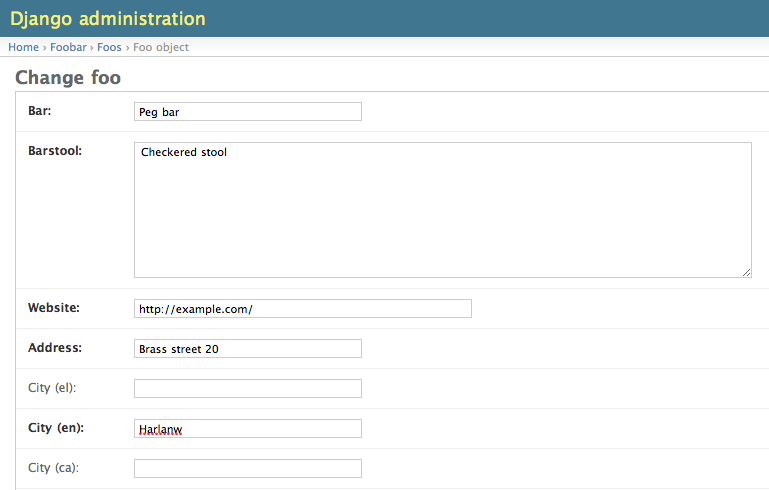 Django administration
Home › Foobar › Foos › Foo object
Change foo
Bar: Peg bar
Barstool: Checkered stool
Website: http://example.com/
Address: Brass street 20
City (el):
City (en): Harlanw
City (ca):